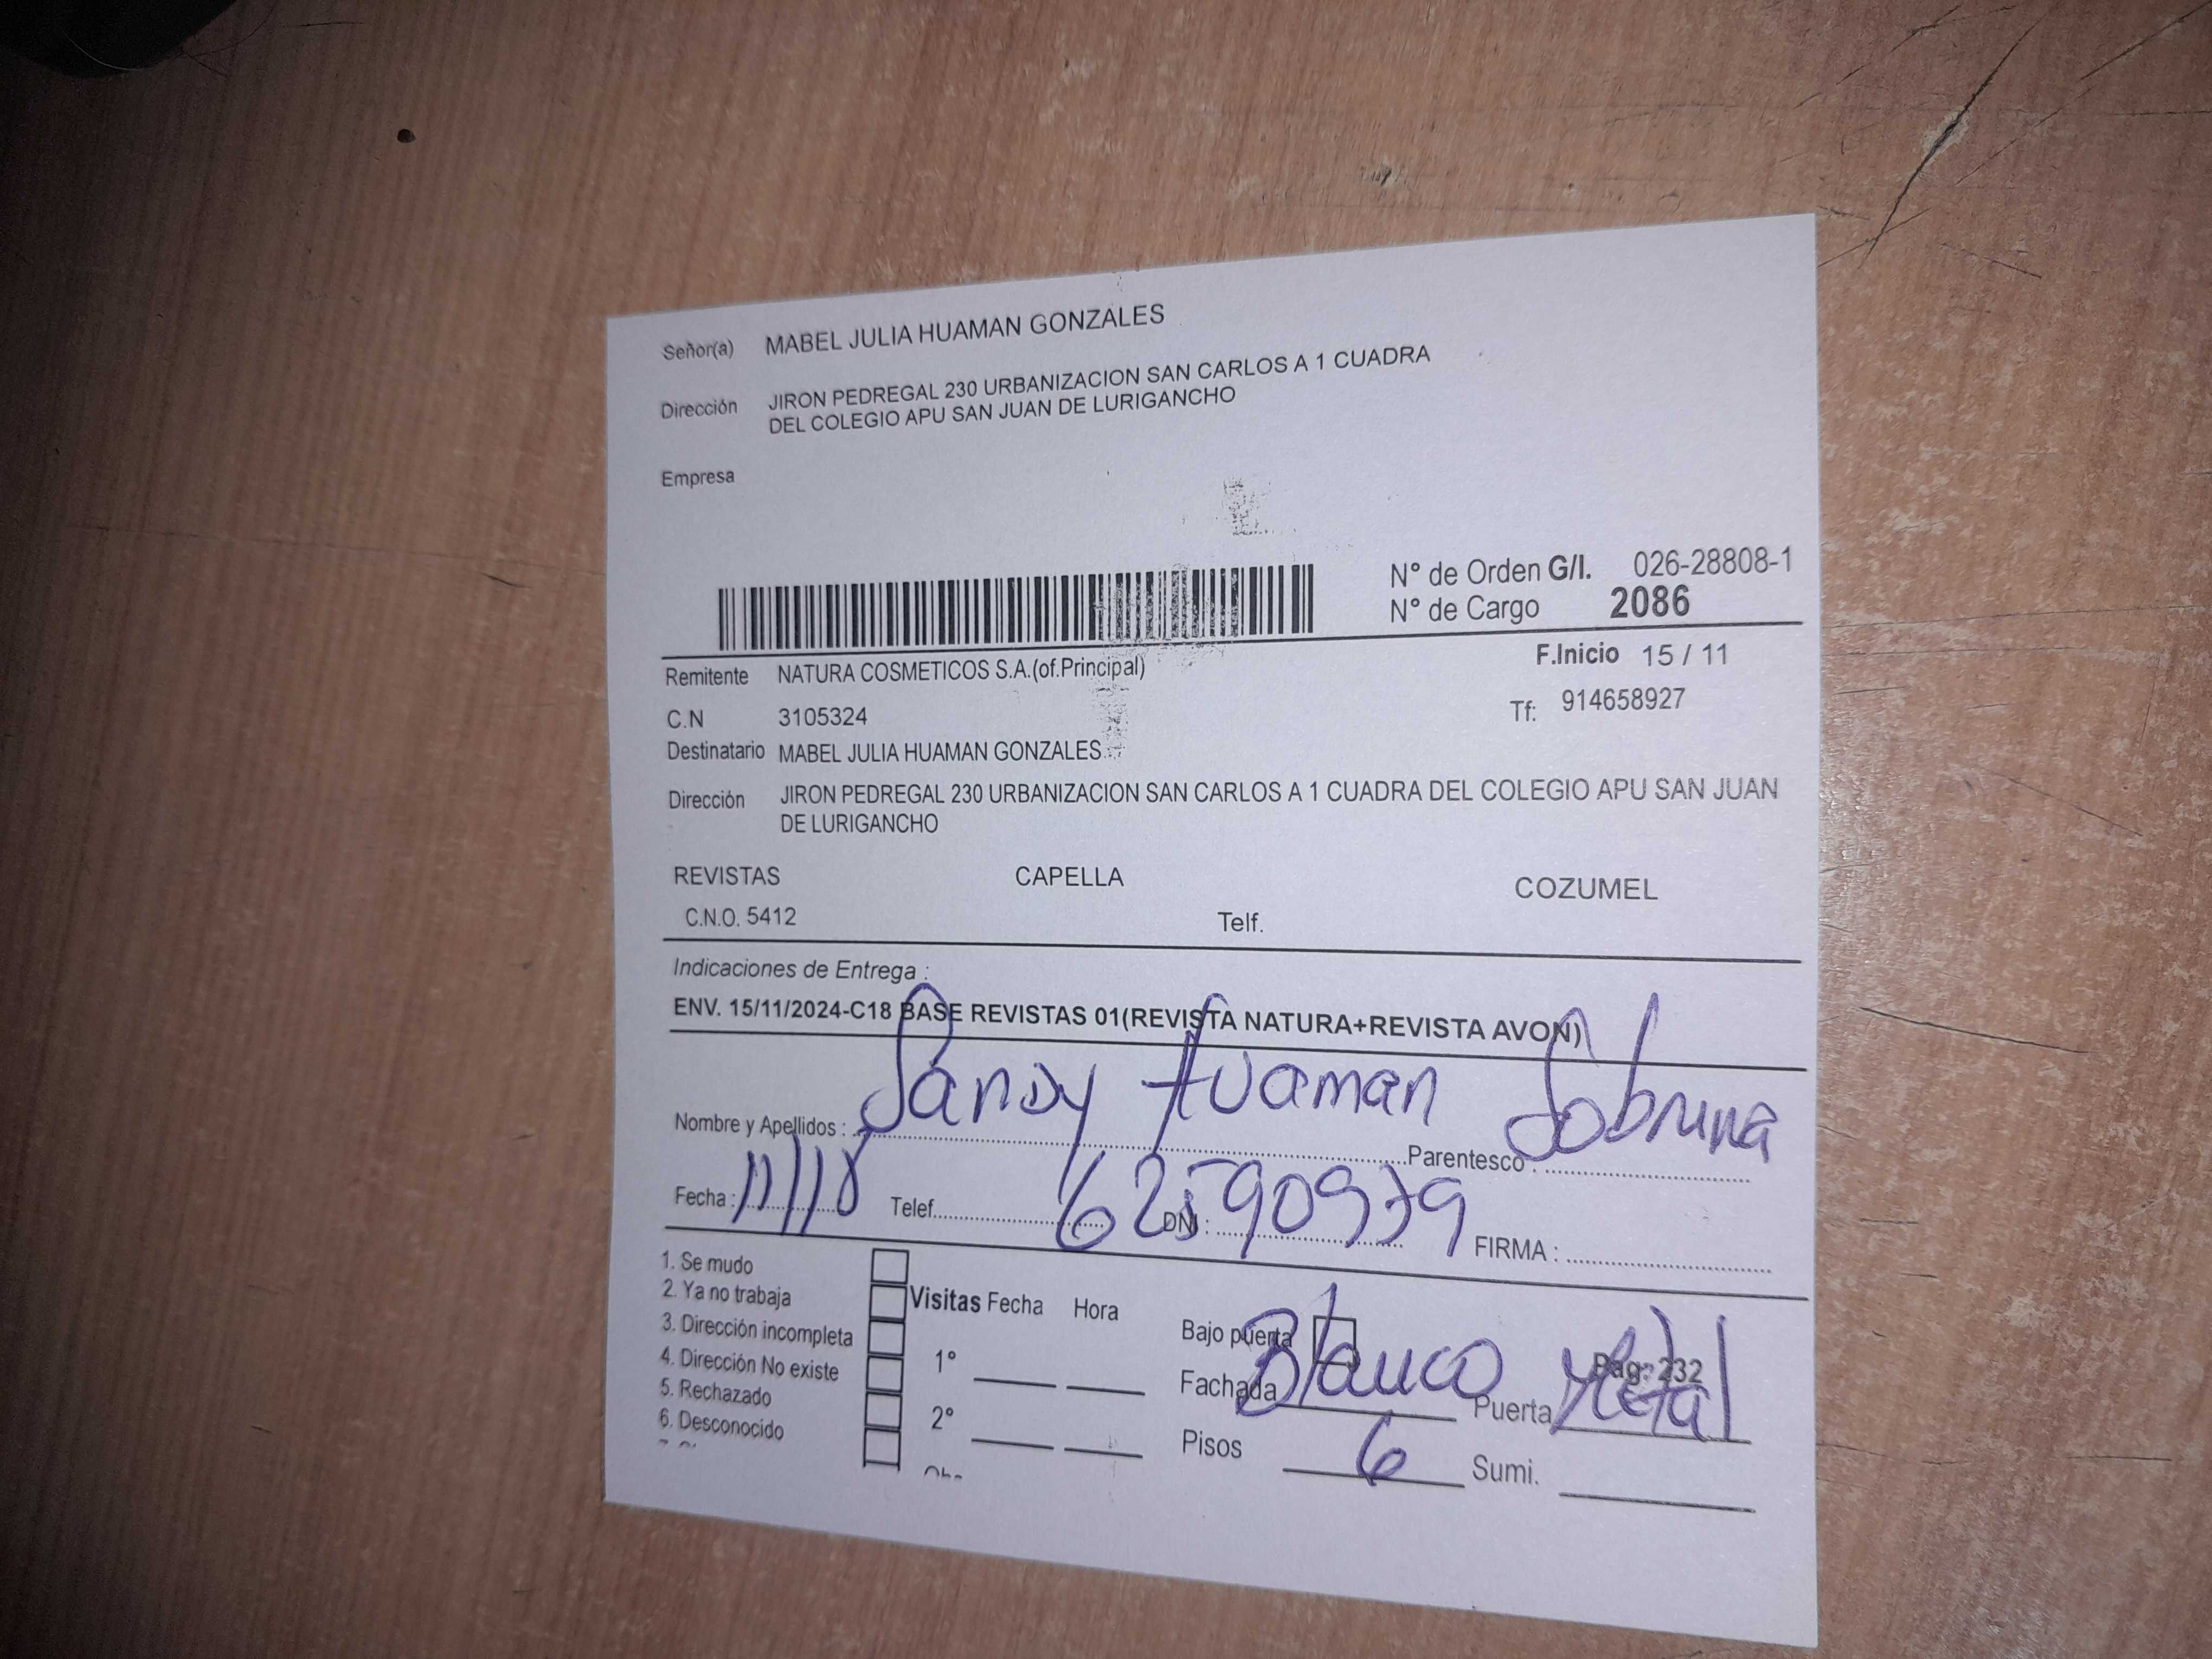 Señor(a) MABEL JULIA HUAMAN GONZALES
Dirección JIRON PEDREGAL 230 URBANIZACION SAN CARLOS A 1 CUADRA
DEL COLEGIO APU SAN JUAN DE LURIGANCHO
Empresa
N° de Orden G/I. 026-28808-1
N° de Cargo 2086
Remitente NATURA COSMETICOS S.A.(of.Principal) F.Inicio 15 / 11
C.N 3105324 Tf: 914658927
Destinatario MABEL JULIA HUAMAN GONZALES
Dirección JIRON PEDREGAL 230 URBANIZACION SAN CARLOS A 1 CUADRA DEL COLEGIO APU SAN JUAN
DE LURIGANCHO
REVISTAS CAPELLA COZUMEL
C.N.O. 5412 Telf.
Indicaciones de Entrega :
ENV. 15/11/2024-C18 BASE REVISTAS 01(REVISTA NATURA+REVISTA AVON)
Nombre y Apellidos : Sandy Huaman Parentesco : Sobrina
Fecha : Telef. DNI : 62590979 FIRMA :
1. Se mudo
2. Ya no trabaja Visitas Fecha Hora
3. Dirección incompleta Bajo puerta
4. Dirección No existe 1° Fachada Blanco Puerta Metal Pag: 232
5. Rechazado
6. Desconocido 2° Pisos 6 Sumi.